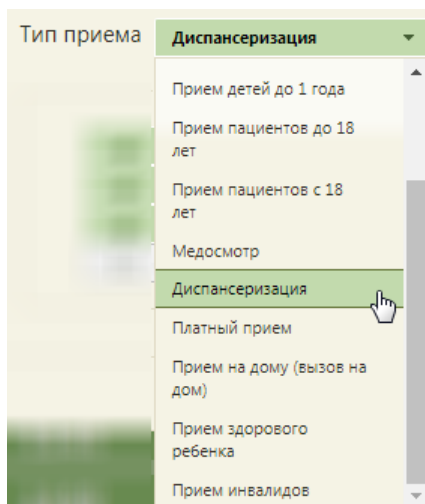 Тип приема
Диспансеризация
Прием детей до 1 года
Прием пациентов до 18
лет
Прием пациентов с 18
лет
Медосмотр
Диспансеризация
Платный прием
Прием на дому (вызов на
дом)
Прием здорового
ребенка
Прием инвалидов